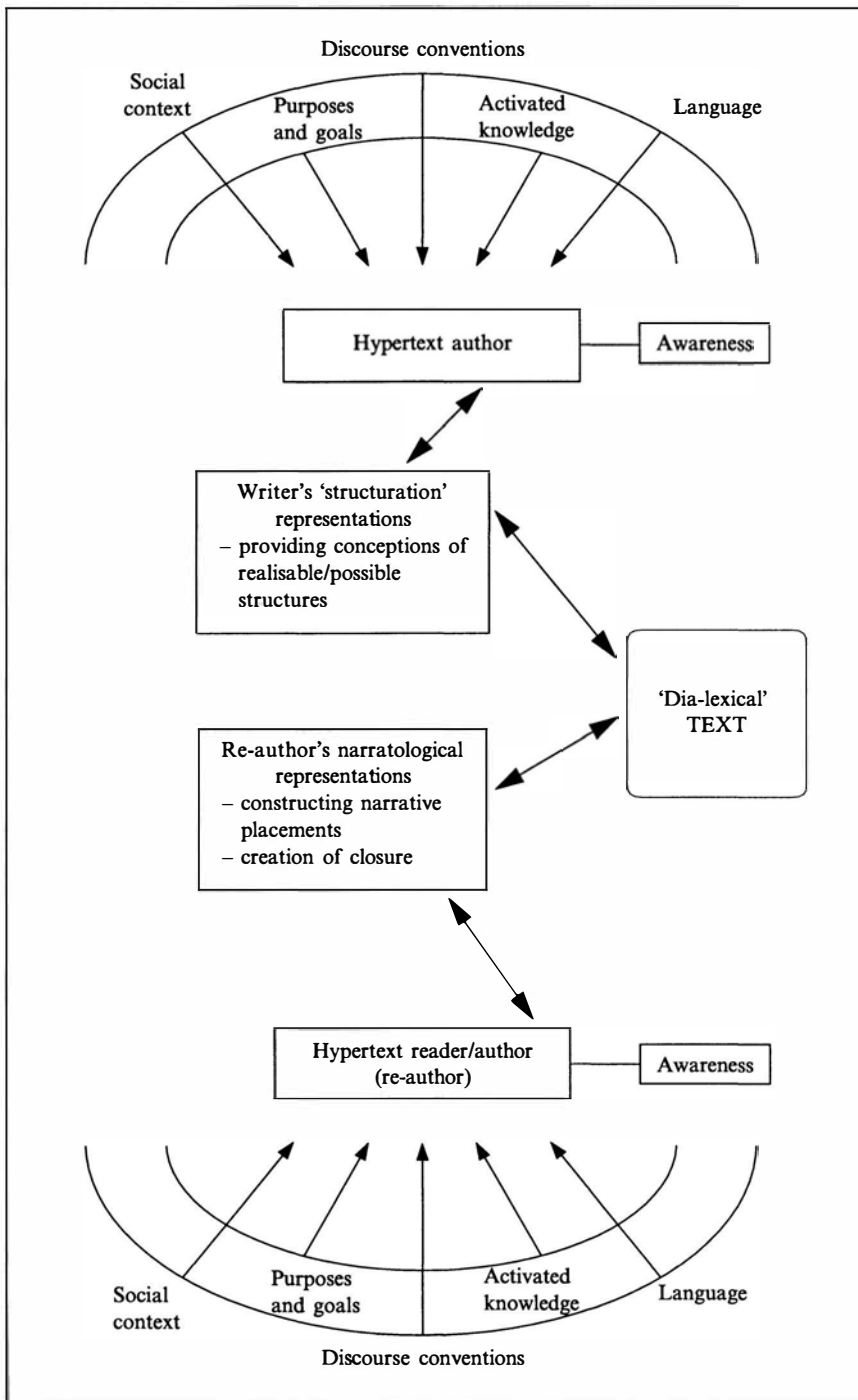 Discourse conventions
Social
context
Purposes
and goals
Activated
knowledge
Language
Hypertext author
Awareness
Writer's ‘structuration’
representations
– providing conceptions of
realisable/possible
structures
‘Dia-lexical’
TEXT
Re-author's narratological
representations
– constructing narrative
placements
– creation of closure
Hypertext reader/author
(re-author)
Awareness
Social
context
Purposes
and goals
Activated
knowledge
Language
Discourse conventions